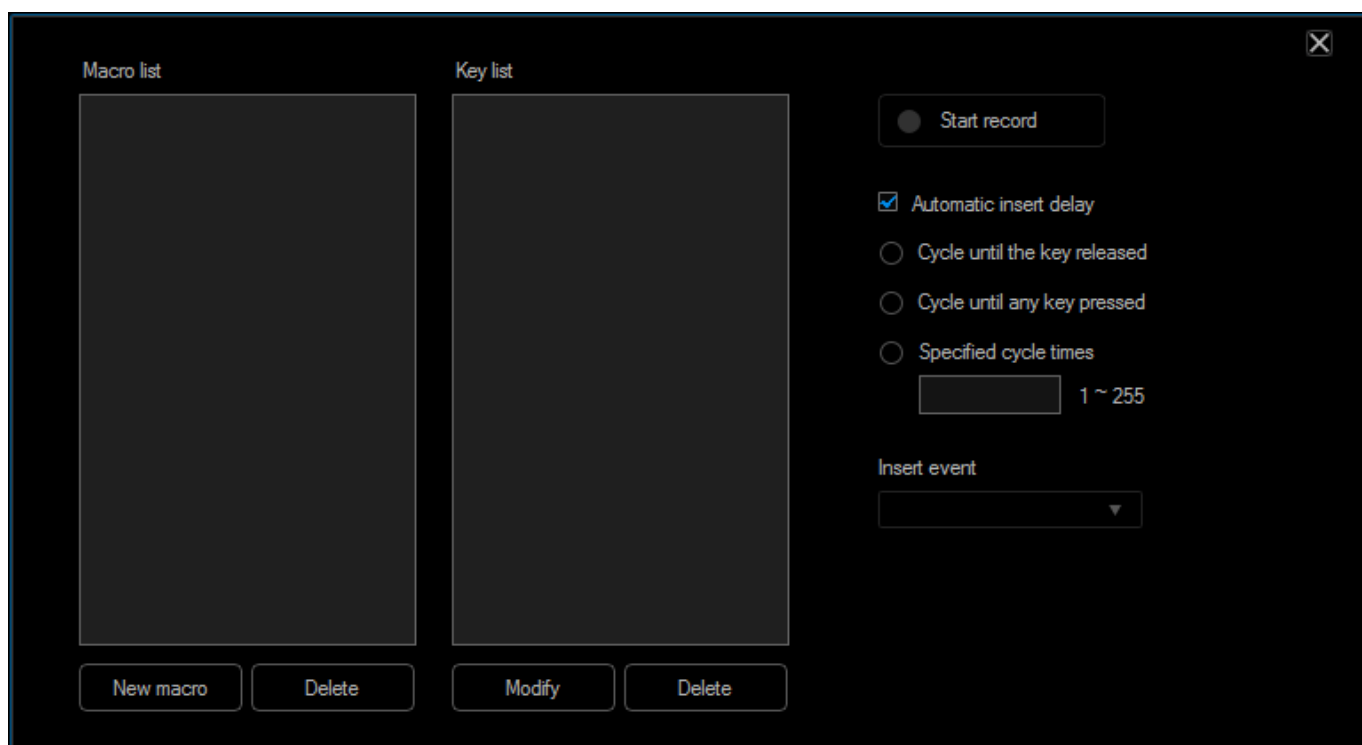 Macro list
Key list
Start record
Automatic insert delay
Cycle until the key released
Cycle until any key pressed
Specified cycle times
1 ~ 255
Insert event
New macro
Delete
Modify
Delete